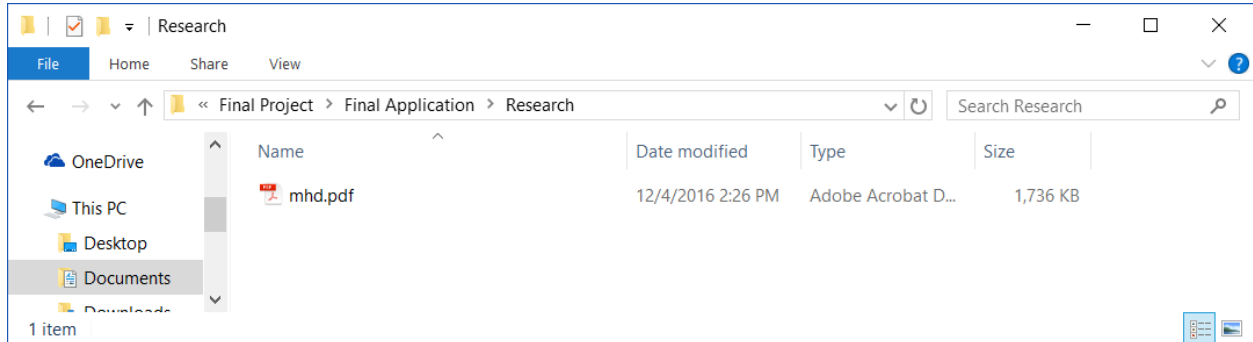 Research
File Home Share View
« Final Project > Final Application > Research Search Research
OneDrive
Name Date modified Type Size
mhd.pdf 12/4/2016 2:26 PM Adobe Acrobat D... 1,736 KB
This PC
Desktop
Documents
Downloads
1 item